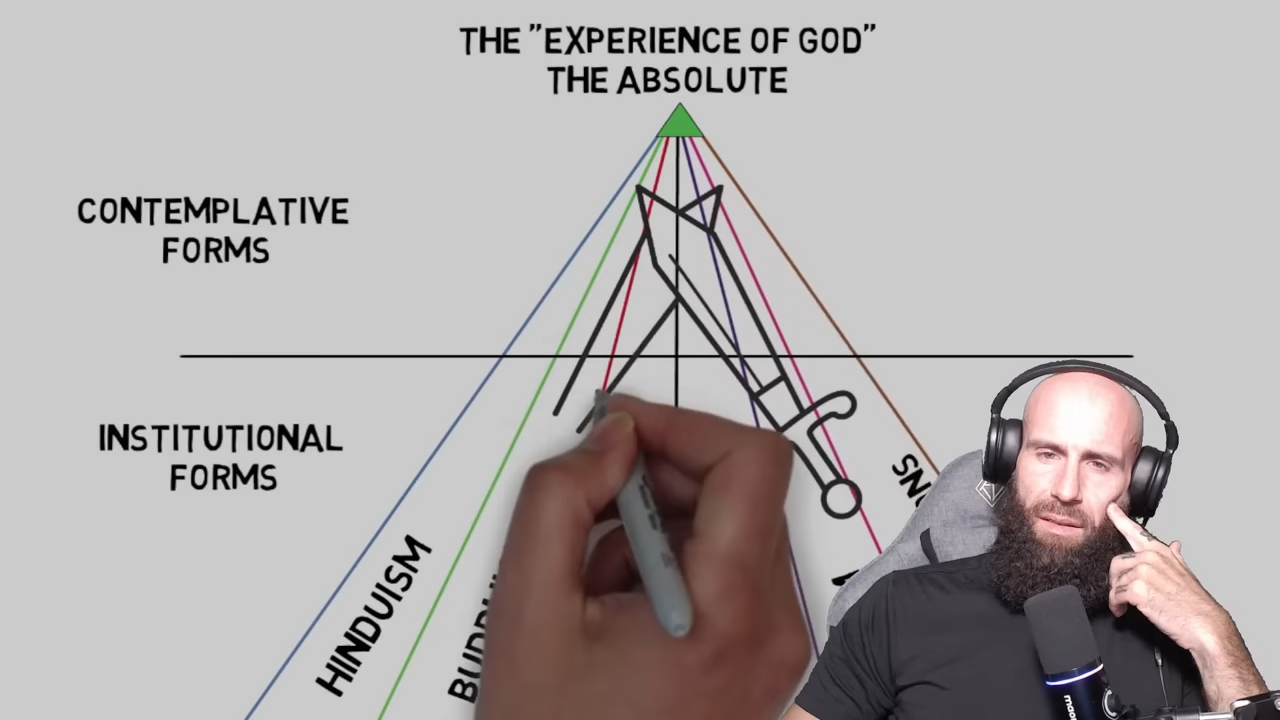 THE "EXPERIENCE OF GOD"
THE ABSOLUTE
CONTEMPLATIVE
FORMS
INSTITUTIONAL
FORMS
HINDUISM